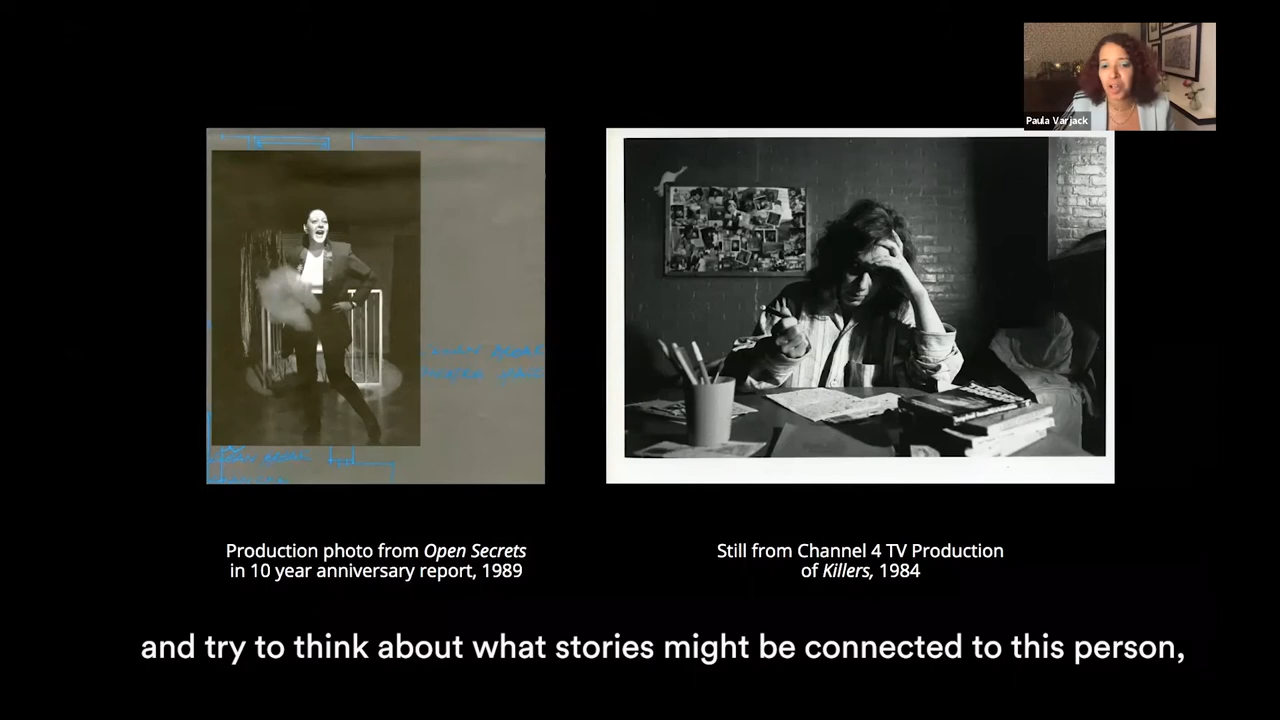 Paula Varjack
Production photo from Open Secrets
in 10 year anniversary report, 1989
Still from Channel 4 TV Production
of Killers, 1984
and try to think about what stories might be connected to this person,